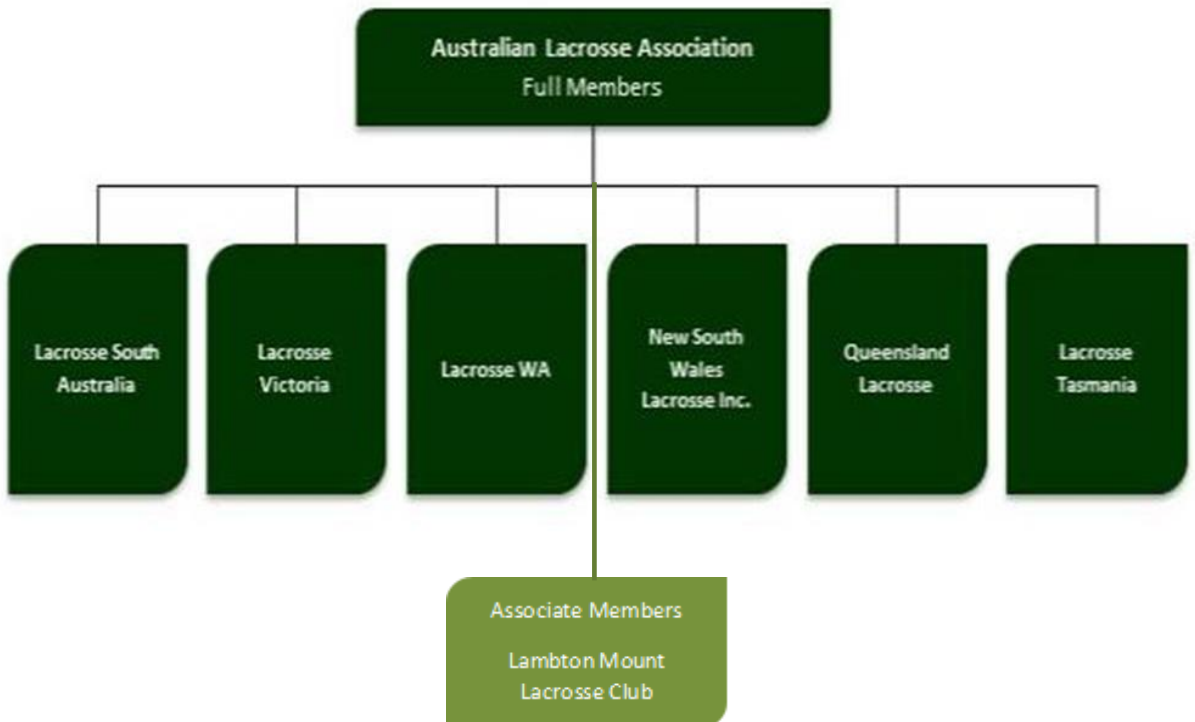 Australian Lacrosse Association
Full Members
Lacrosse South
Australia
Lacrosse
Victoria
Lacrosse WA
New South
Wales
Lacrosse Inc.
Queensland
Lacrosse
Lacrosse
Tasmania
Associate Members
Lambton Mount
Lacrosse Club